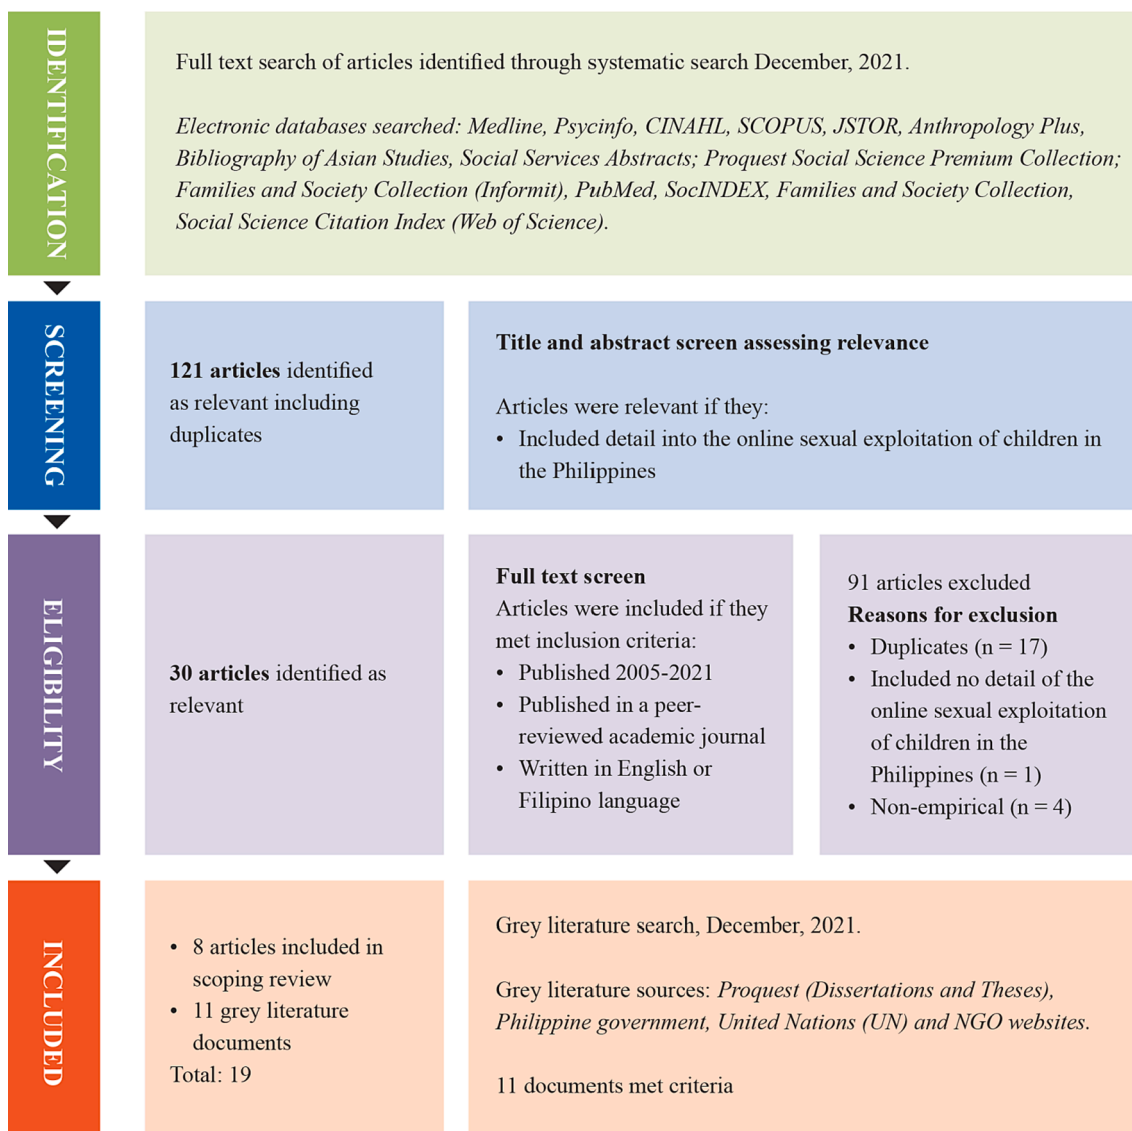 IDENTIFICATION
Full text search of articles identified through systematic search December, 2021.
Electronic databases searched: Medline, Psycinfo, CINAHL, SCOPUS, JSTOR, Anthropology Plus,
Bibliography of Asian Studies, Social Services Abstracts; Proquest Social Science Premium Collection;
Families and Society Collection (Informit), PubMed, SocINDEX, Families and Society Collection,
Social Science Citation Index (Web of Science).
SCREENING
121 articles identified
as relevant including
duplicates
Title and abstract screen assessing relevance
Articles were relevant if they:
• Included detail into the online sexual exploitation of children in
the Philippines
ELIGIBILITY
30 articles identified as
relevant
Full text screen
Articles were included if they
met inclusion criteria:
• Published 2005-2021
• Published in a peer-
reviewed academic journal
• Written in English or
Filipino language
91 articles excluded
Reasons for exclusion
• Duplicates (n = 17)
• Included no detail of the
online sexual exploitation
of children in the
Philippines (n = 1)
• Non-empirical (n = 4)
INCLUDED
• 8 articles included in
scoping review
• 11 grey literature
documents
Total: 19
Grey literature search, December, 2021.
Grey literature sources: Proquest (Dissertations and Theses),
Philippine government, United Nations (UN) and NGO websites.
11 documents met criteria